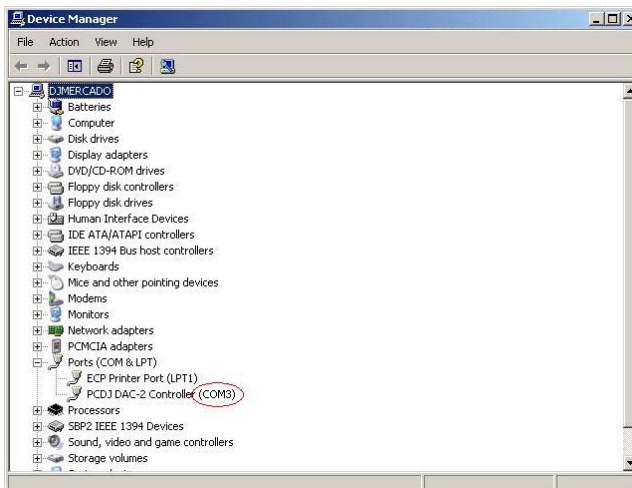 Device Manager
File Action View Help
DJMERCADO
Batteries
Computer
Disk drives
Display adapters
DVD/CD-ROM drives
Floppy disk controllers
Floppy disk drives
Human Interface Devices
IDE ATA/ATAPI controllers
IEEE 1394 Bus host controllers
Keyboards
Mice and other pointing devices
Modems
Monitors
Network adapters
PCMCIA adapters
Ports (COM & LPT)
ECP Printer Port (LPT1)
PCDJ DAC-2 Controller (COM3)
Processors
SBP2 IEEE 1394 Devices
Sound, video and game controllers
Storage volumes